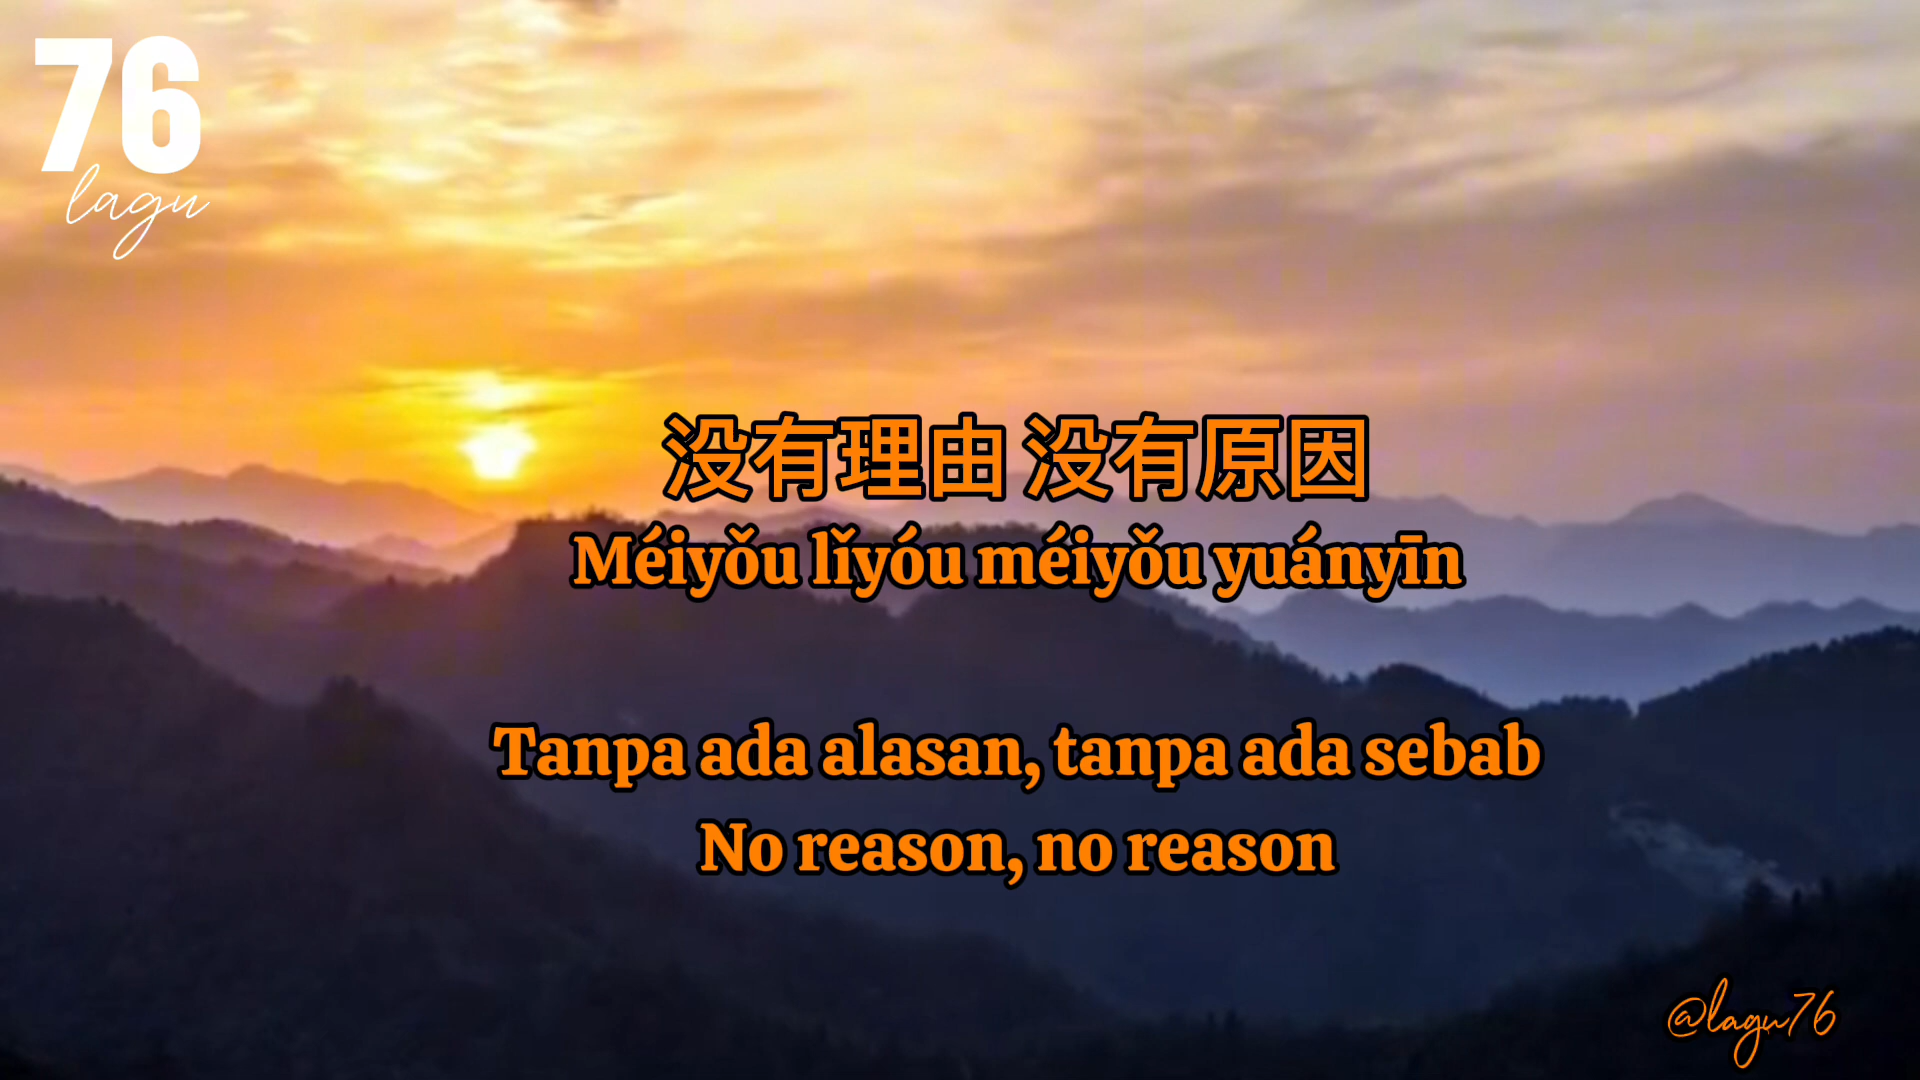 76
lagu
没有理由 没有原因
Méiyǒu lǐyóu méiyǒu yuányīn
Tanpa ada alasan, tanpa ada sebab
No reason, no reason
@lagu76